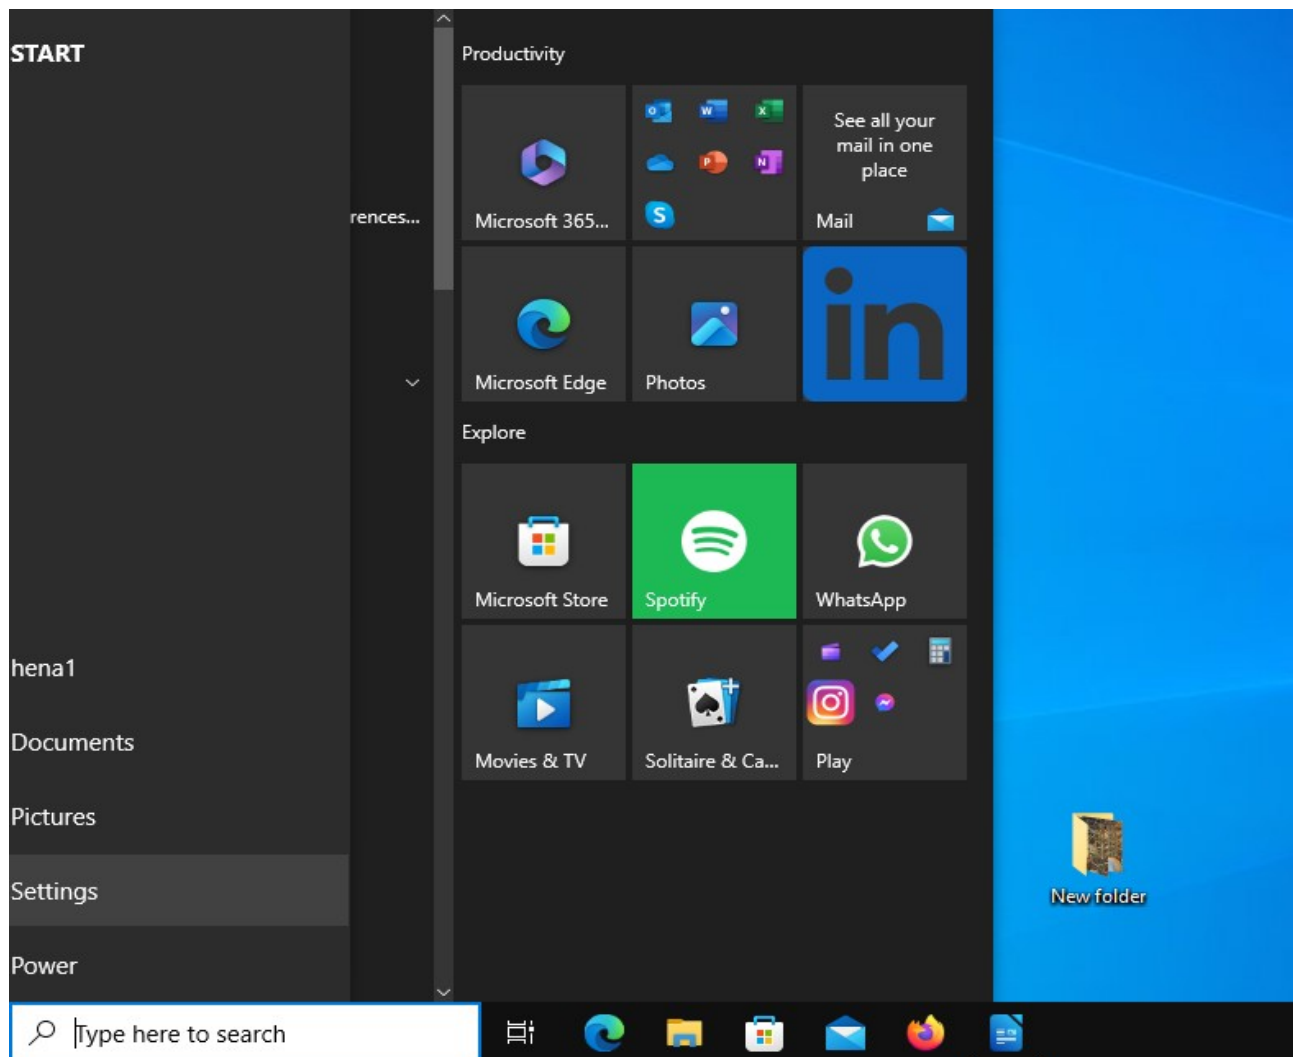 START
rences...
hena1
Documents
Pictures
Settings
Power
Productivity
Microsoft 365...
See all your
mail in one
place
Mail
Microsoft Edge
Photos
in
Explore
Microsoft Store
Spotify
WhatsApp
Movies & TV
Solitaire & Ca...
Play
New folder
Type here to search